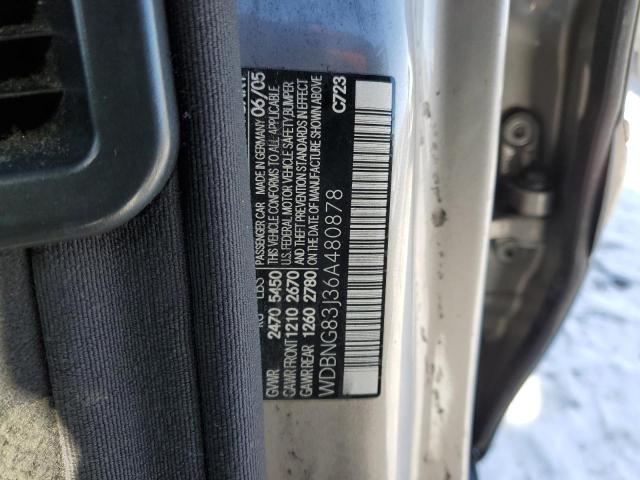 KG LBS PASSENGER CAR MADE IN GERMANY 06/05
GVWR 2470 5450 THIS VEHICLE CONFORMS TO ALL APPLICABLE
GAWR FRONT 1210 2670 U.S. FEDERAL MOTOR VEHICLE SAFETY, BUMPER
AND THEFT PREVENTION STANDARDS IN EFFECT
GAWR REAR 1260 2780 ON THE DATE OF MANUFACTURE SHOWN ABOVE
WDBNG83J36A480878 C723